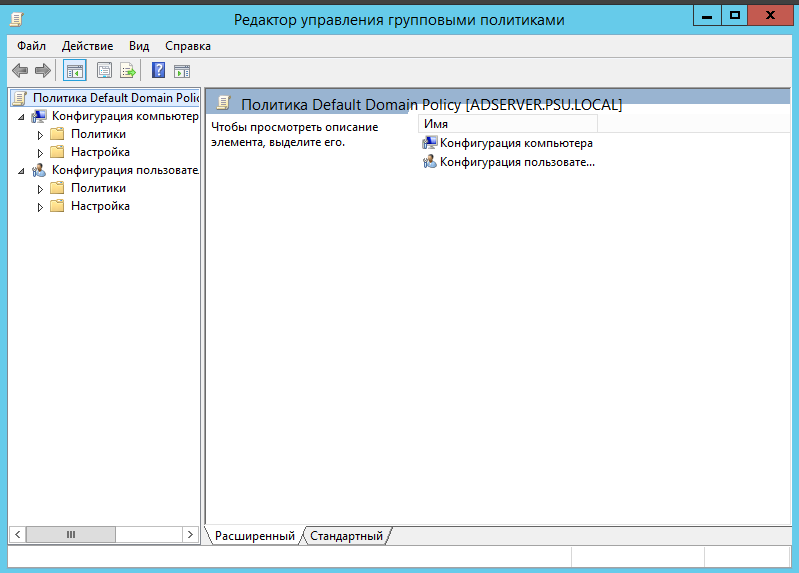 Редактор управления групповыми политиками
Файл Действие Вид Справка
Политика Default Domain Polic
Конфигурация компьютер
Политики
Настройка
Конфигурация пользовате
Политики
Настройка
Политика Default Domain Policy [ADSERVER.PSU.LOCAL]
Чтобы просмотреть описание
элемента, выделите его.
Имя
Конфигурация компьютера
Конфигурация пользовате...
Расширенный Стандартный